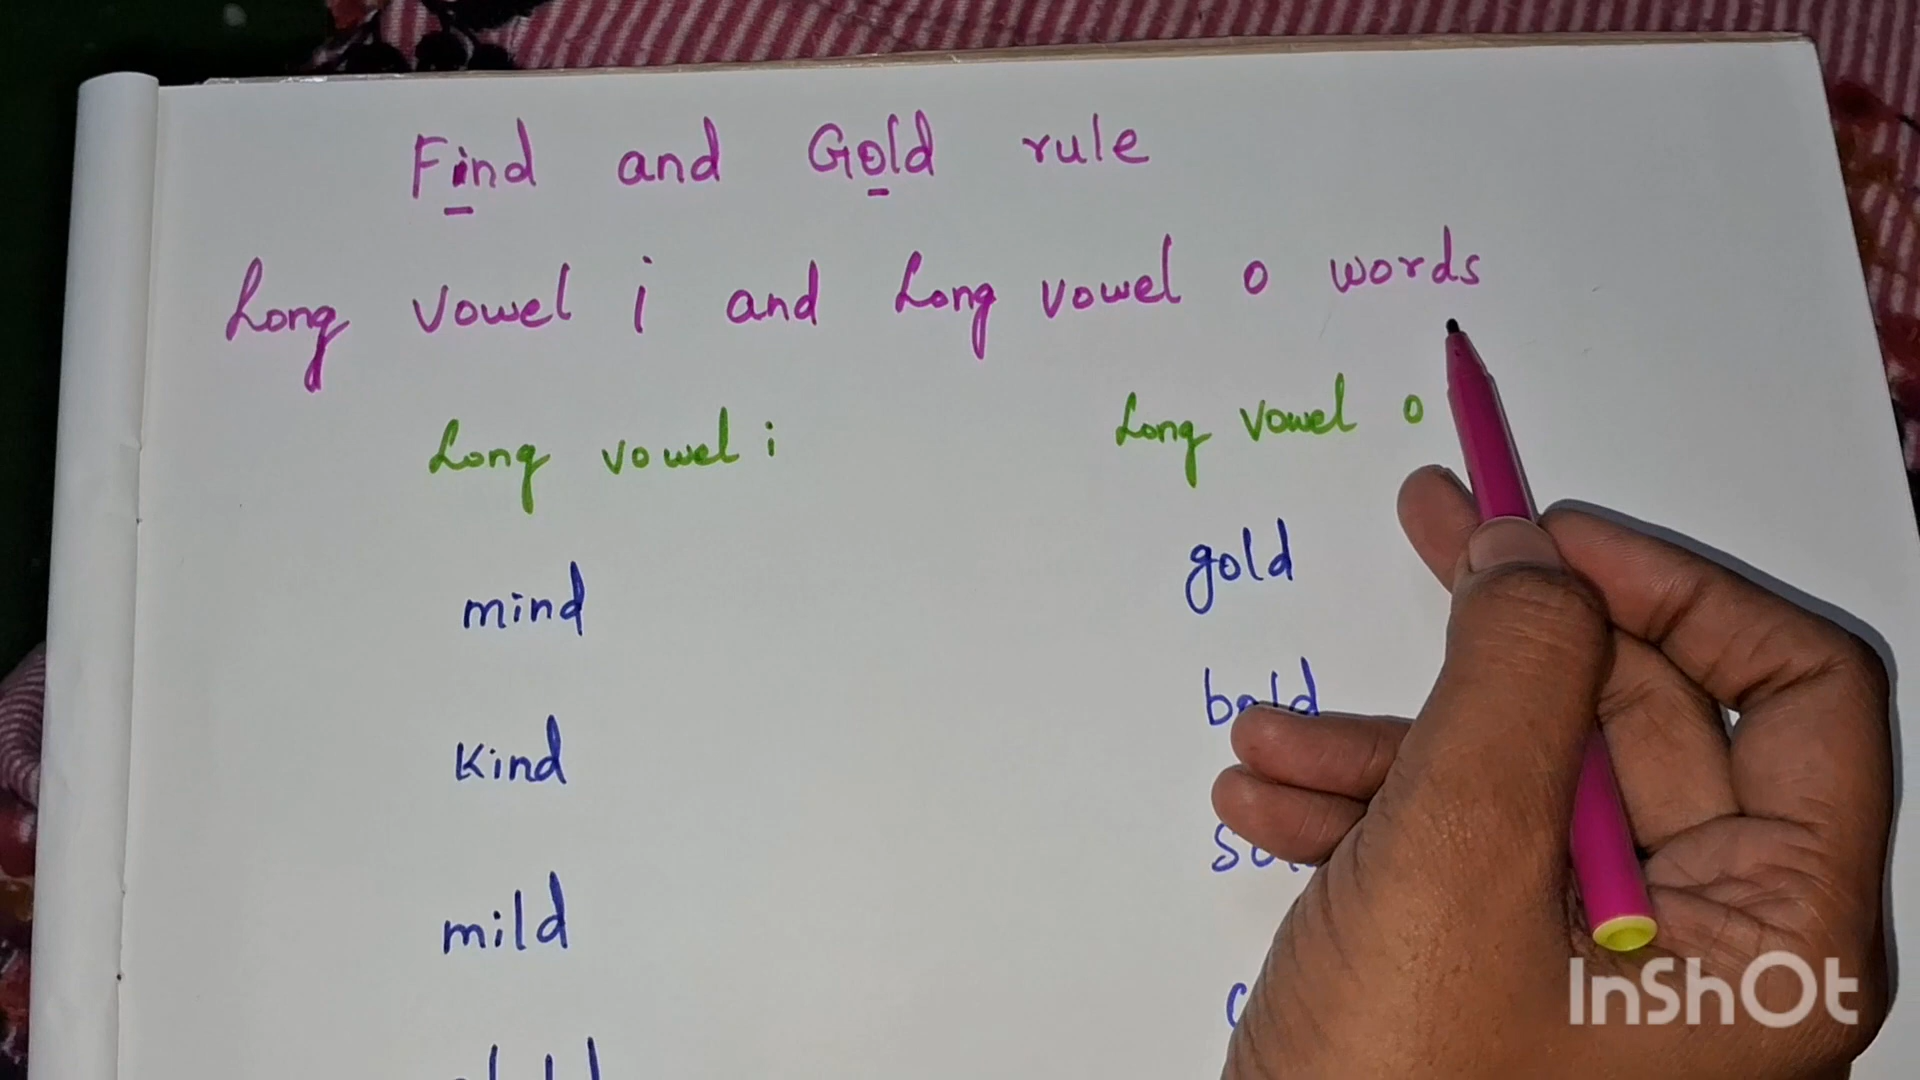 Find and Gold rule
Long vowel i and Long vowel o words
Long vowel i
Long vowel o
mind
gold
kind
bold
mild
InShOt